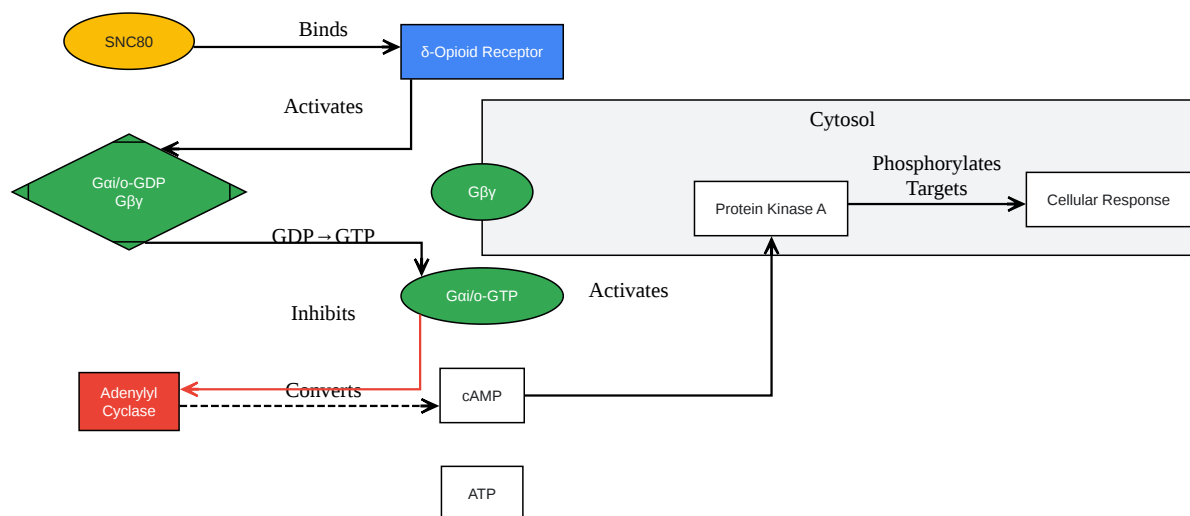 SNC80
Binds
δ-Opioid Receptor
Activates
Cytosol
Gαi/o-GDP
Gβγ
Gβγ
Phosphorylates
Targets
Protein Kinase A
Cellular Response
GDP→GTP
Gαi/o-GTP
Activates
Inhibits
Adenylyl
Cyclase
Converts
cAMP
ATP